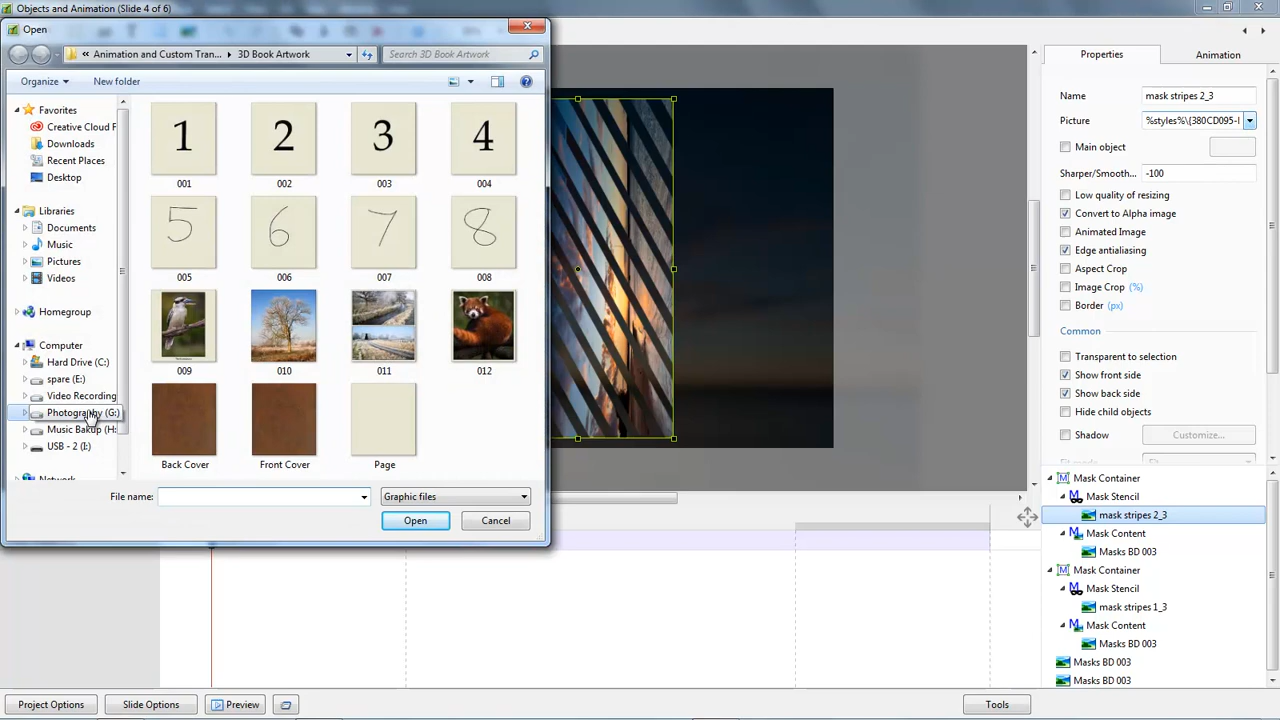 Objects and Animation (Slide 4 of 6)
Open
« Animation and Custom Tran... ▸ 3D Book Artwork
Search 3D Book Artwork
Organize
New folder
Favorites
Creative Cloud F
Downloads
Recent Places
Desktop
Libraries
Documents
Music
Pictures
Videos
Homegroup
Computer
Hard Drive (C:)
spare (E:)
Video Recording
Photography (G:)
Music Bakup (H:
USB - 2 (I:)
Network
1
2
3
4
001
002
003
004
5
6
7
8
005
006
007
008
009
010
011
012
Back Cover
Front Cover
Page
File name:
Graphic files
Open
Cancel
Properties
Animation
Name
mask stripes 2_3
Picture
%styles%\{380CD095-I
Main object
Sharper/Smooth...
-100
Low quality of resizing
Convert to Alpha image
Animated Image
Edge antialiasing
Aspect Crop
Image Crop (%)
Border (px)
Common
Transparent to selection
Show front side
Show back side
Hide child objects
Shadow
Customize...
Mask Container
Mask Stencil
mask stripes 2_3
Mask Content
Masks BD 003
Mask Container
Mask Stencil
mask stripes 1_3
Mask Content
Masks BD 003
Masks BD 003
Masks BD 003
Project Options
Slide Options
Preview
Tools